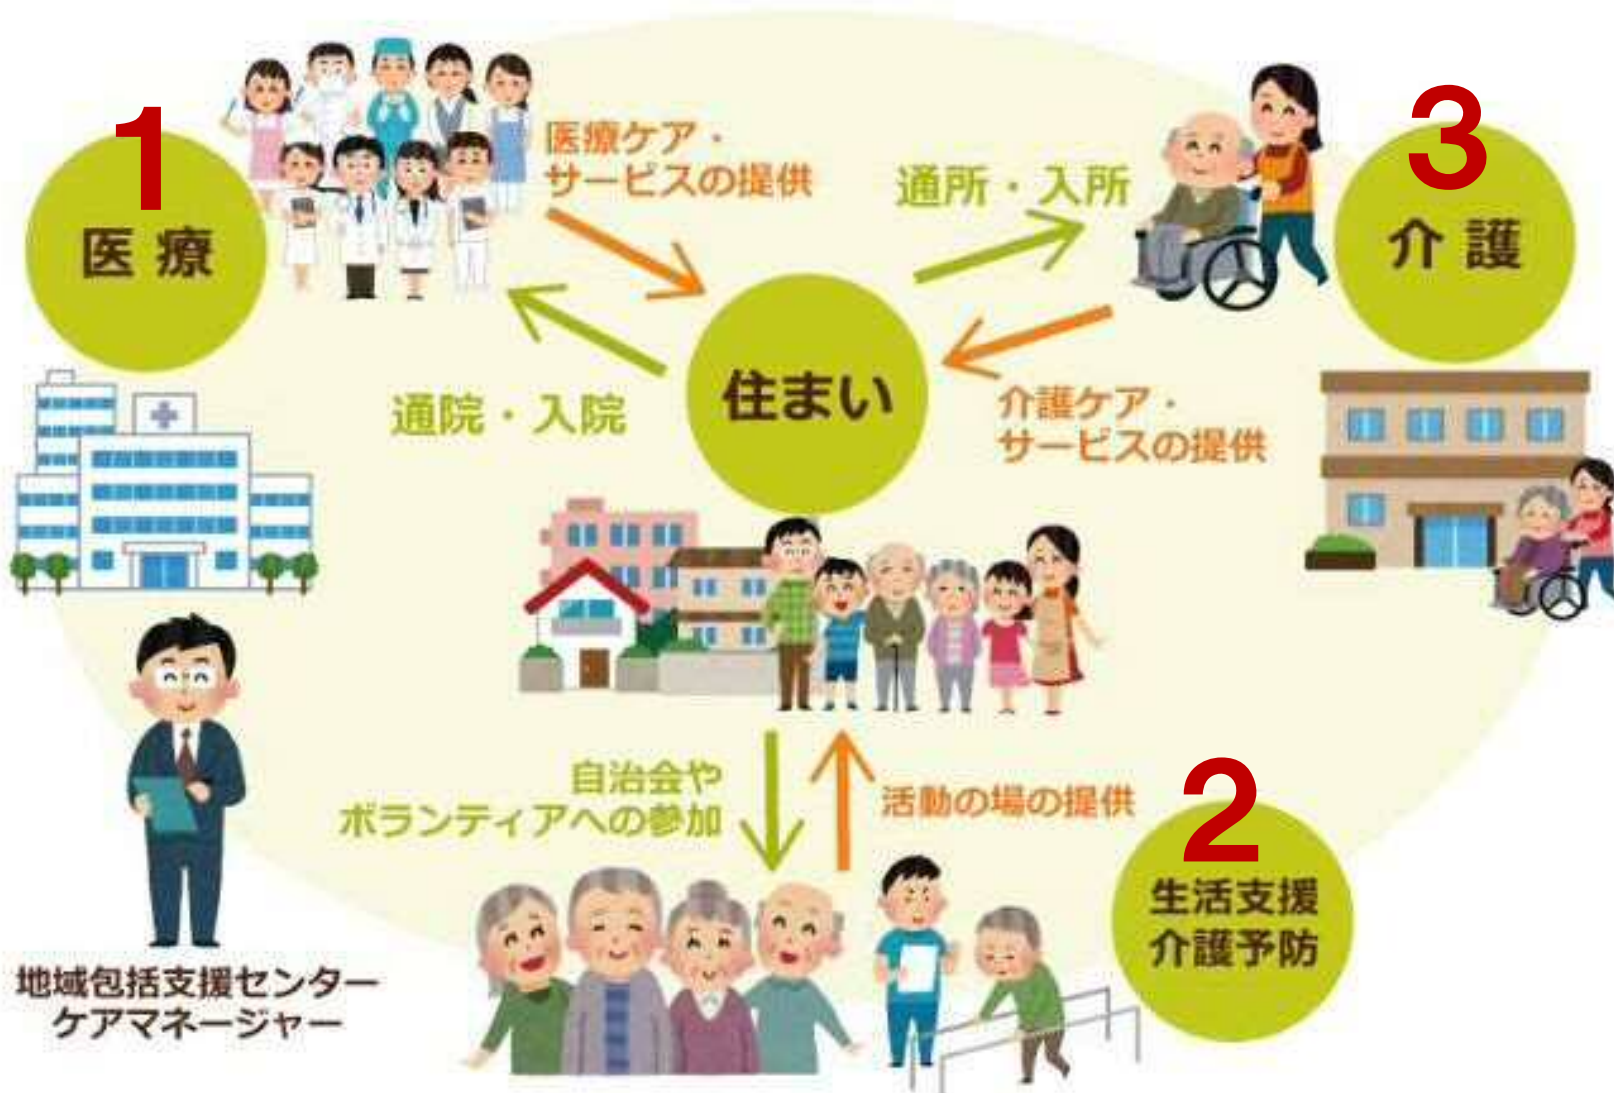 1
医療
医療ケア・
サービスの提供
通所・入所
3
介護
通院・入院
住まい
介護ケア・
サービスの提供
自治会や
ボランティアへの参加
活動の場の提供
2
生活支援
介護予防
地域包括支援センター
ケアマネージャー